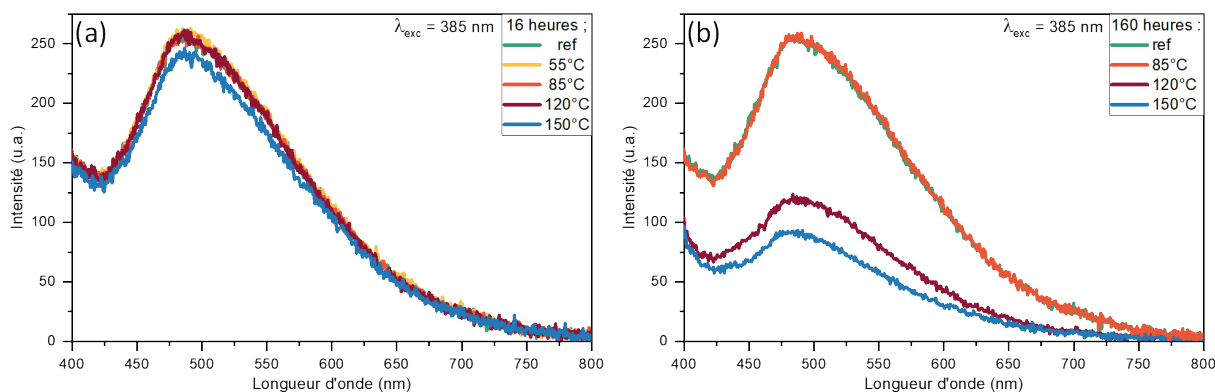 (a)
λexc = 385 nm
16 heures ;
ref
55°C
85°C
120°C
150°C
Intensité (u.a.)
250
200
150
100
50
0
400 450 500 550 600 650 700 750 800
Longueur d'onde (nm)
(b)
λexc = 385 nm
160 heures :
ref
85°C
120°C
150°C
Intensité (u.a.)
250
200
150
100
50
0
400 450 500 550 600 650 700 750 800
Longueur d'onde (nm)